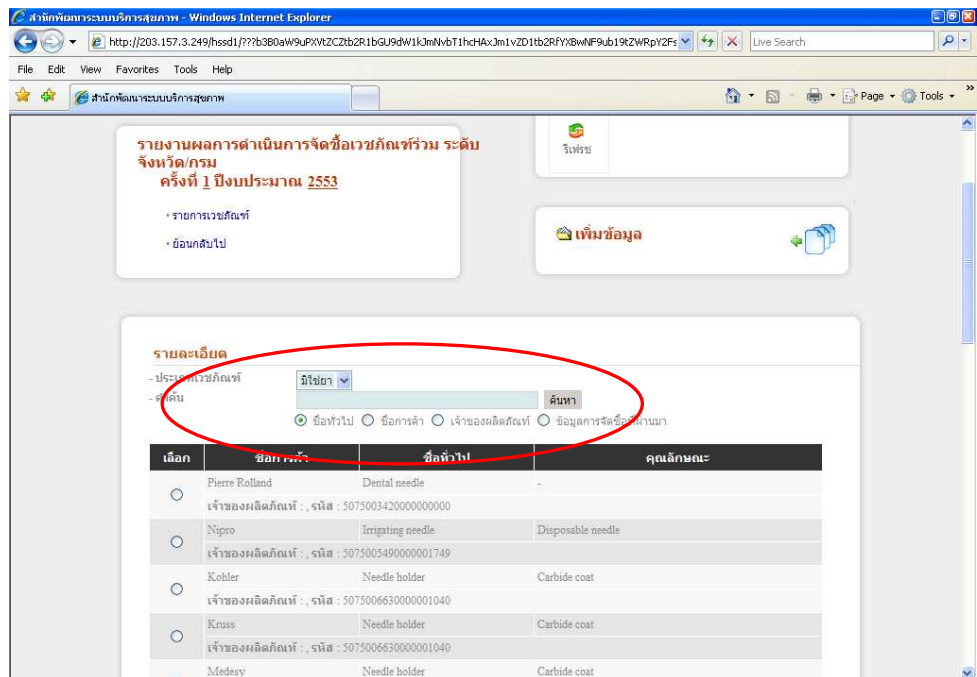 สำนักพัฒนาระบบบริการสุขภาพ - Windows Internet Explorer
Live Search
File Edit View Favorites Tools Help
สำนักพัฒนาระบบบริการสุขภาพ
Page Tools
รายงานผลการดำเนินการจัดซื้อเวชภัณฑ์ร่วม ระดับ
จังหวัด/กรม
ครั้งที่ 1 ปีงบประมาณ 2553
รายการเวชภัณฑ์
ย้อนกลับไป
รีเฟรช
เพิ่มข้อมูล
รายละเอียด
- ประเภทเวชภัณฑ์ มิใช่ยา
- คำค้น ค้นหา
ชื่อทั่วไป ชื่อการค้า เจ้าของผลิตภัณฑ์ ข้อมูลการจัดซื้อที่ผ่านมา
เลือก ชื่อการค้า ชื่อทั่วไป คุณลักษณะ
Pierre Rolland Dental needle -
เจ้าของผลิตภัณฑ์ : , รหัส : 5075003420000000000
Nipro Irrigating needle Disposable needle
เจ้าของผลิตภัณฑ์ : , รหัส : 5075005490000001749
Kohler Needle holder Carbide coat
เจ้าของผลิตภัณฑ์ : , รหัส : 5075006630000001040
Kruss Needle holder Carbide coat
เจ้าของผลิตภัณฑ์ : , รหัส : 5075006630000001040
Medesy Needle holder Carbide coat